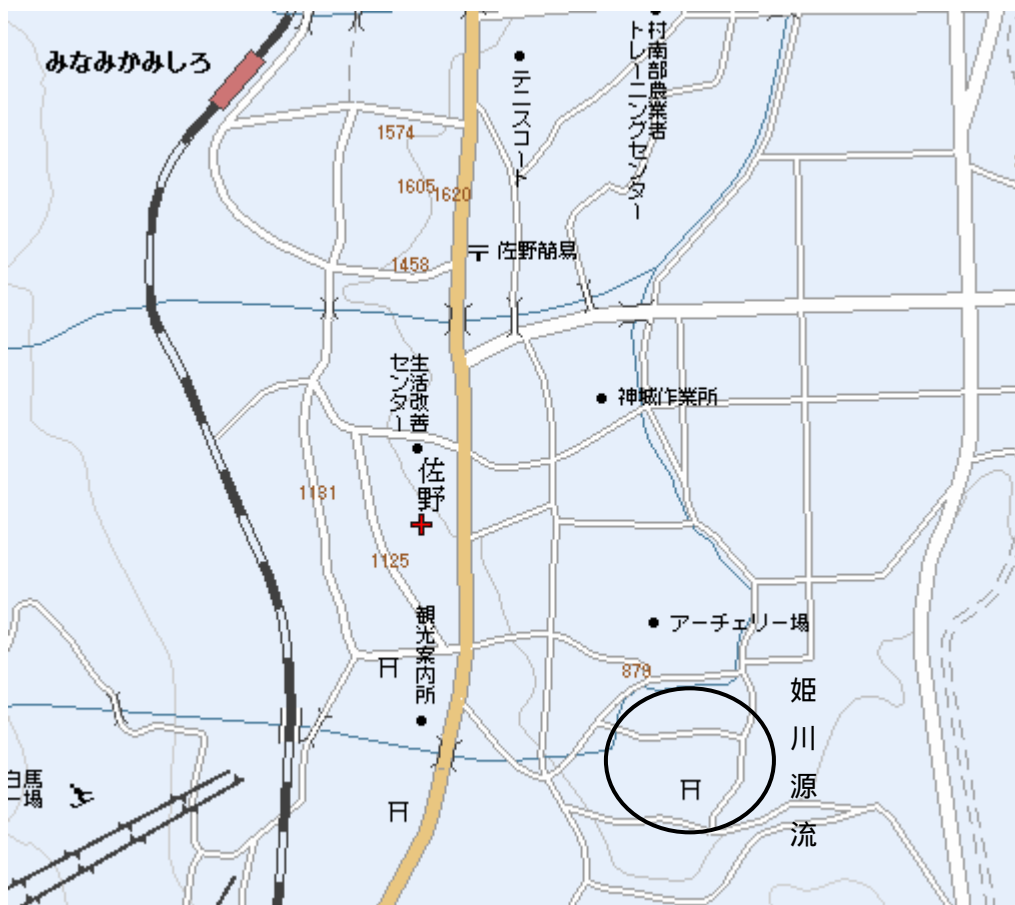 みなみかみしろ
テニスコート
村南部農業者
トレーニングセンター
1574
1605
1620
佐野簡易
1458
生活改善
センター
神城作業所
佐野
1181
1125
観光案内所
アーチェリー場
879
姫川源流
白馬
場